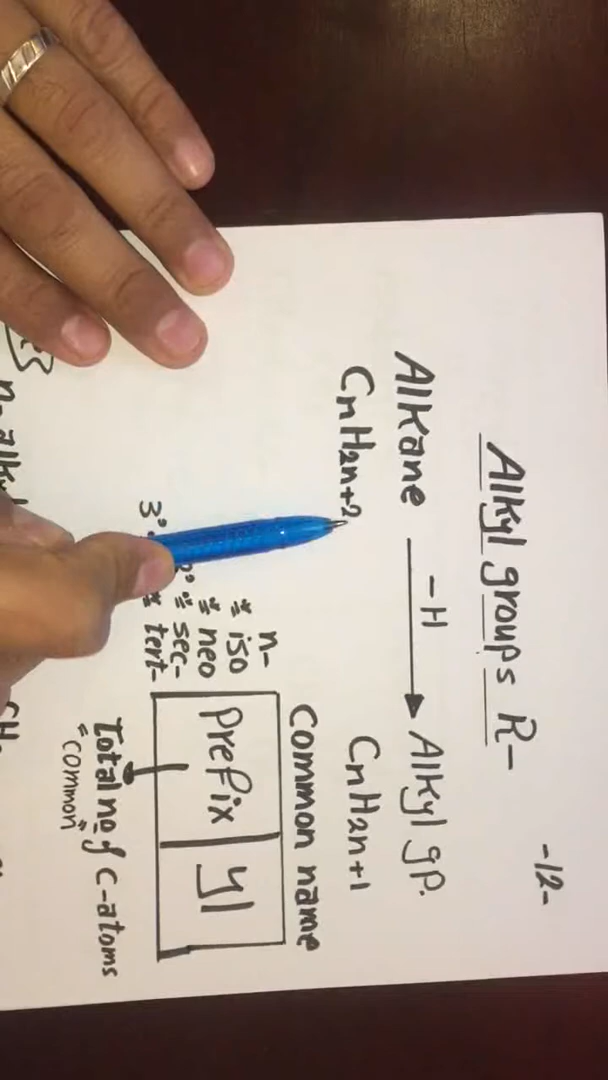 -12-
Alkyl groups R-
Alkane -H Alkyl gp.
CnH2n+2 CnH2n+1
Common name
n-
iso
neo
sec-
tert-
Prefix yl
Total no of C-atoms
common
3°